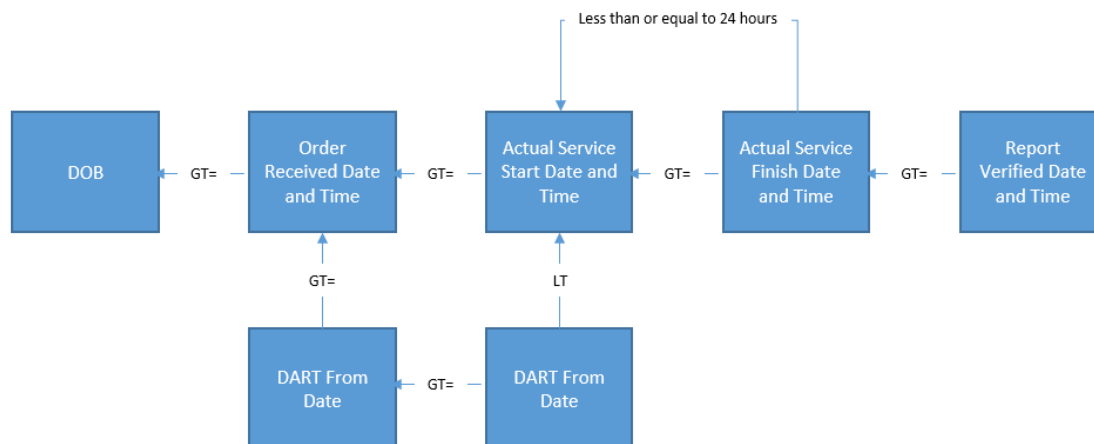 Less than or equal to 24 hours
DOB
GT=
Order
Received Date
and Time
GT=
Actual Service
Start Date and
Time
GT=
Actual Service
Finish Date
and Time
GT=
Report
Verified Date
and Time
GT=
LT
DART From
Date
GT=
DART From
Date